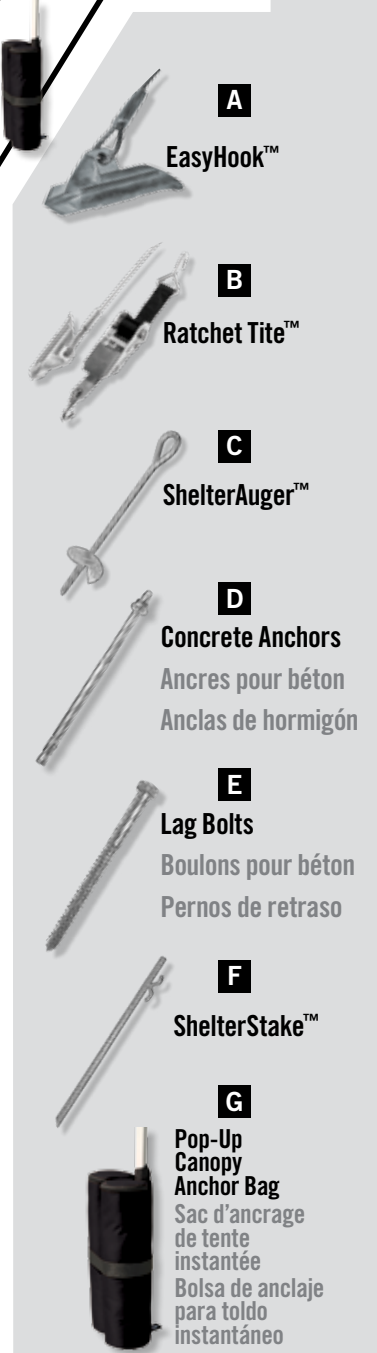 A
EasyHook™
B
Ratchet Tite™
C
ShelterAuger™
D
Concrete Anchors
Ancres pour béton
Anclas de hormigón
E
Lag Bolts
Boulons pour béton
Pernos de retraso
F
ShelterStake™
G
Pop-Up
Canopy
Anchor Bag
Sac d'ancrage
de tente
instantée
Bolsa de anclaje
para toldo
instantáneo